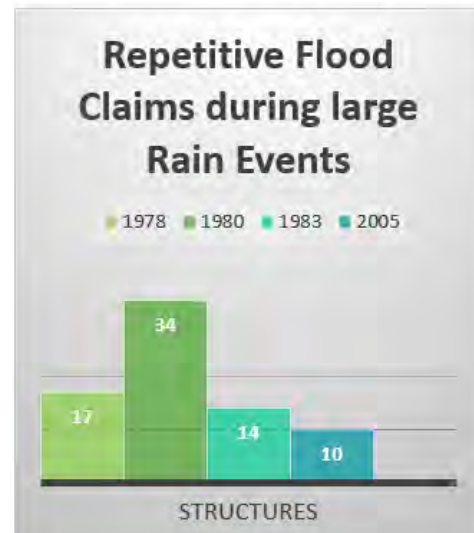 Repetitive Flood
Claims during large
Rain Events
1978 1980 1983 2005
34
17
14
10
STRUCTURES